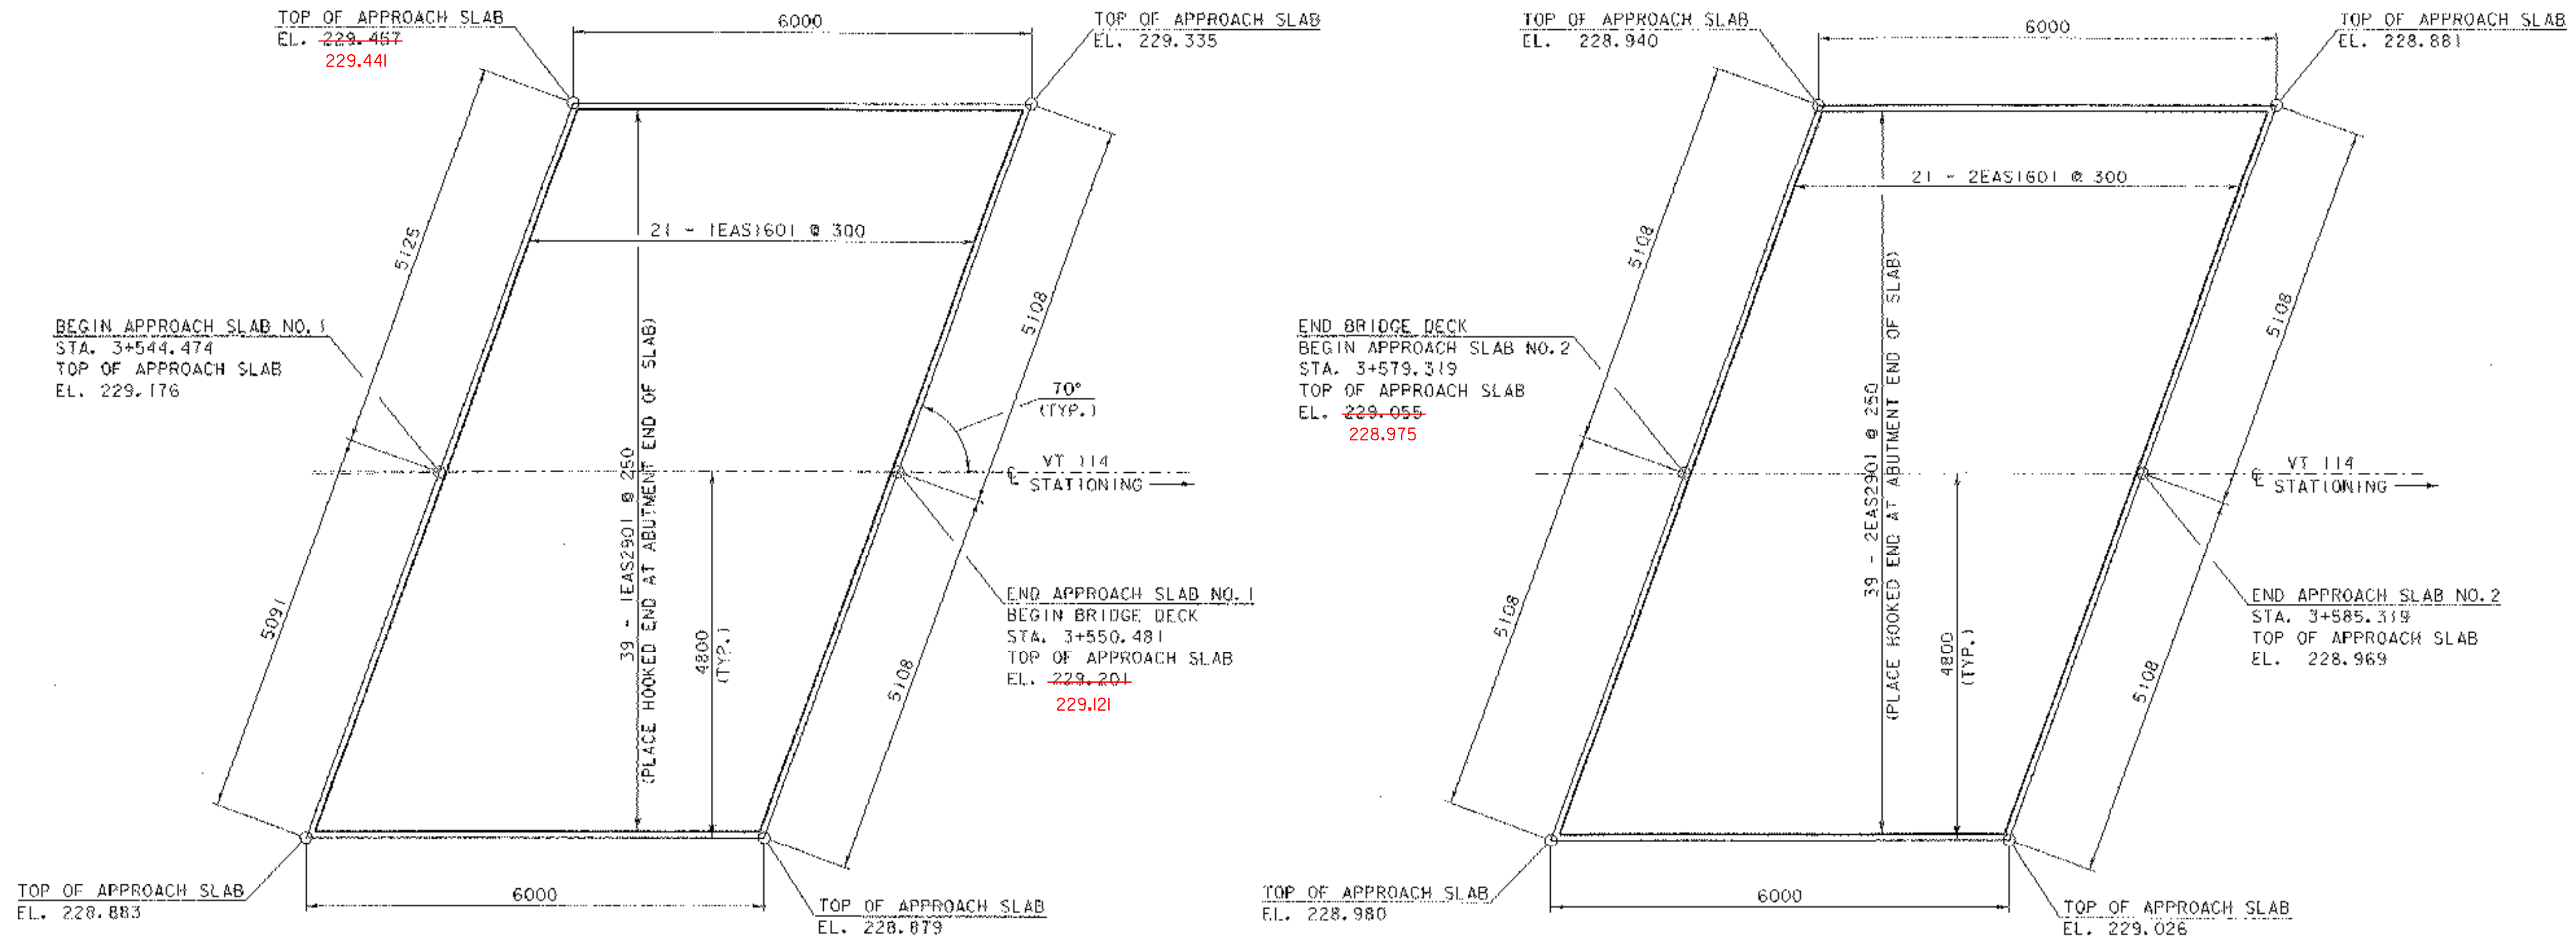 TOP OF APPROACH SLAB
EL. 229.457
229.441
6000
TOP OF APPROACH SLAB
EL. 229.335
5125
21 - 1EAS1601 @ 300
5108
BEGIN APPROACH SLAB NO. 1
STA. 3+544.474
TOP OF APPROACH SLAB
EL. 229.176
70°
(TYP.)
39 - 1EAS2901 @ 250
(PLACE HOOKED END AT ABUTMENT END OF SLAB)
℄ VT 114
STATIONING
5091
4800
(TYP.)
END APPROACH SLAB NO. 1
BEGIN BRIDGE DECK
STA. 3+550.481
TOP OF APPROACH SLAB
EL. 229.201
229.121
5108
TOP OF APPROACH SLAB
EL. 228.883
6000
TOP OF APPROACH SLAB
EL. 228.879
TOP OF APPROACH SLAB
EL. 228.940
6000
TOP OF APPROACH SLAB
EL. 228.881
21 - 2EAS1601 @ 300
5108
5108
END BRIDGE DECK
BEGIN APPROACH SLAB NO. 2
STA. 3+579.319
TOP OF APPROACH SLAB
EL. 229.055
228.975
39 - 2EAS2901 @ 250
(PLACE HOOKED END AT ABUTMENT END OF SLAB)
℄ VT 114
STATIONING
5108
4800
(TYP.)
END APPROACH SLAB NO. 2
STA. 3+585.319
TOP OF APPROACH SLAB
EL. 228.969
5108
TOP OF APPROACH SLAB
EL. 228.980
6000
TOP OF APPROACH SLAB
EL. 229.026